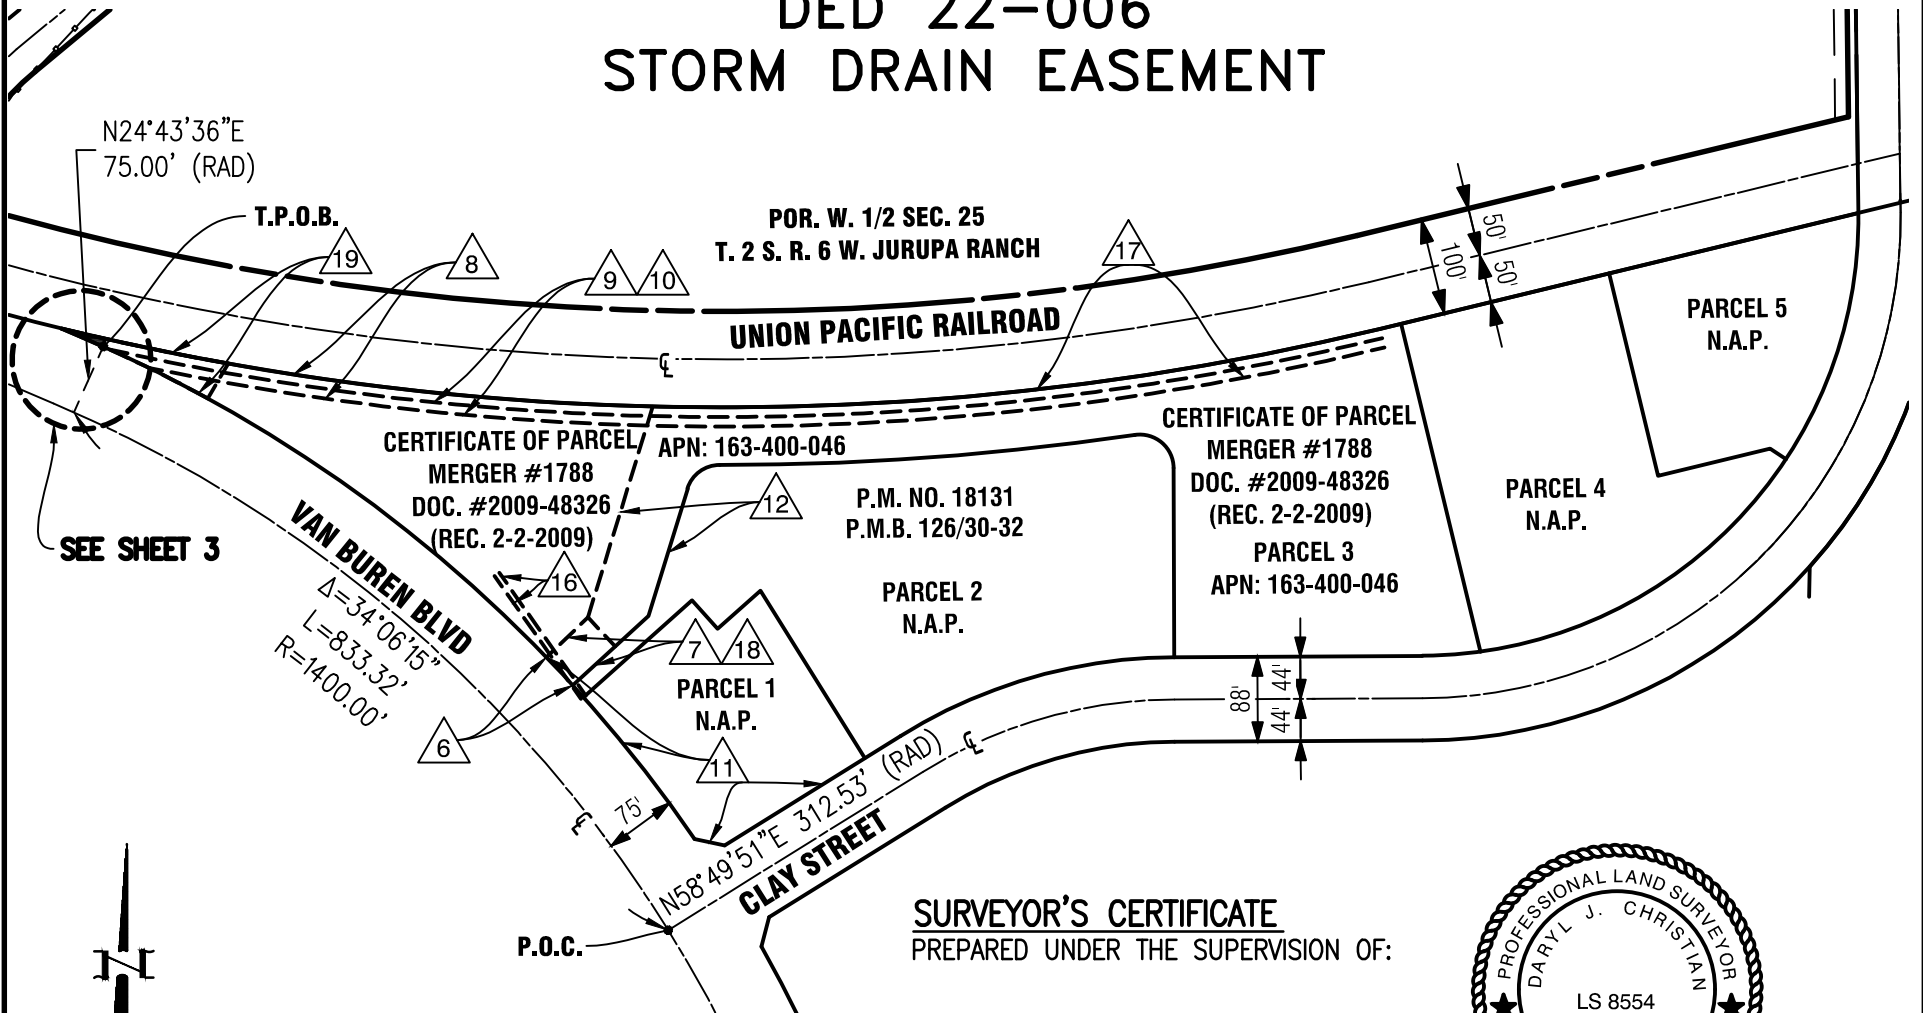 DED 22-006
STORM DRAIN EASEMENT
N24°43'36"E
75.00' (RAD)
T.P.O.B.
POR. W. 1/2 SEC. 25
T. 2 S. R. 6 W. JURUPA RANCH
19
8
9
10
17
50'
100'
50'
UNION PACIFIC RAILROAD
℄
PARCEL 5
N.A.P.
CERTIFICATE OF PARCEL
MERGER #1788
DOC. #2009-48326
(REC. 2-2-2009)
APN: 163-400-046
12
P.M. NO. 18131
P.M.B. 126/30-32
PARCEL 2
N.A.P.
CERTIFICATE OF PARCEL
MERGER #1788
DOC. #2009-48326
(REC. 2-2-2009)
PARCEL 3
APN: 163-400-046
PARCEL 4
N.A.P.
SEE SHEET 3
VAN BUREN BLVD
Δ=34°06'15"
L=833.32'
R=1400.00'
16
7
18
PARCEL 1
N.A.P.
6
11
88'
44'
44'
℄
75'
℄
N58°49'51"E 312.53' (RAD)
CLAY STREET
P.O.C.
N
SURVEYOR'S CERTIFICATE
PREPARED UNDER THE SUPERVISION OF:
PROFESSIONAL LAND SURVEYOR
DARYL J. CHRISTIAN
LS 8554